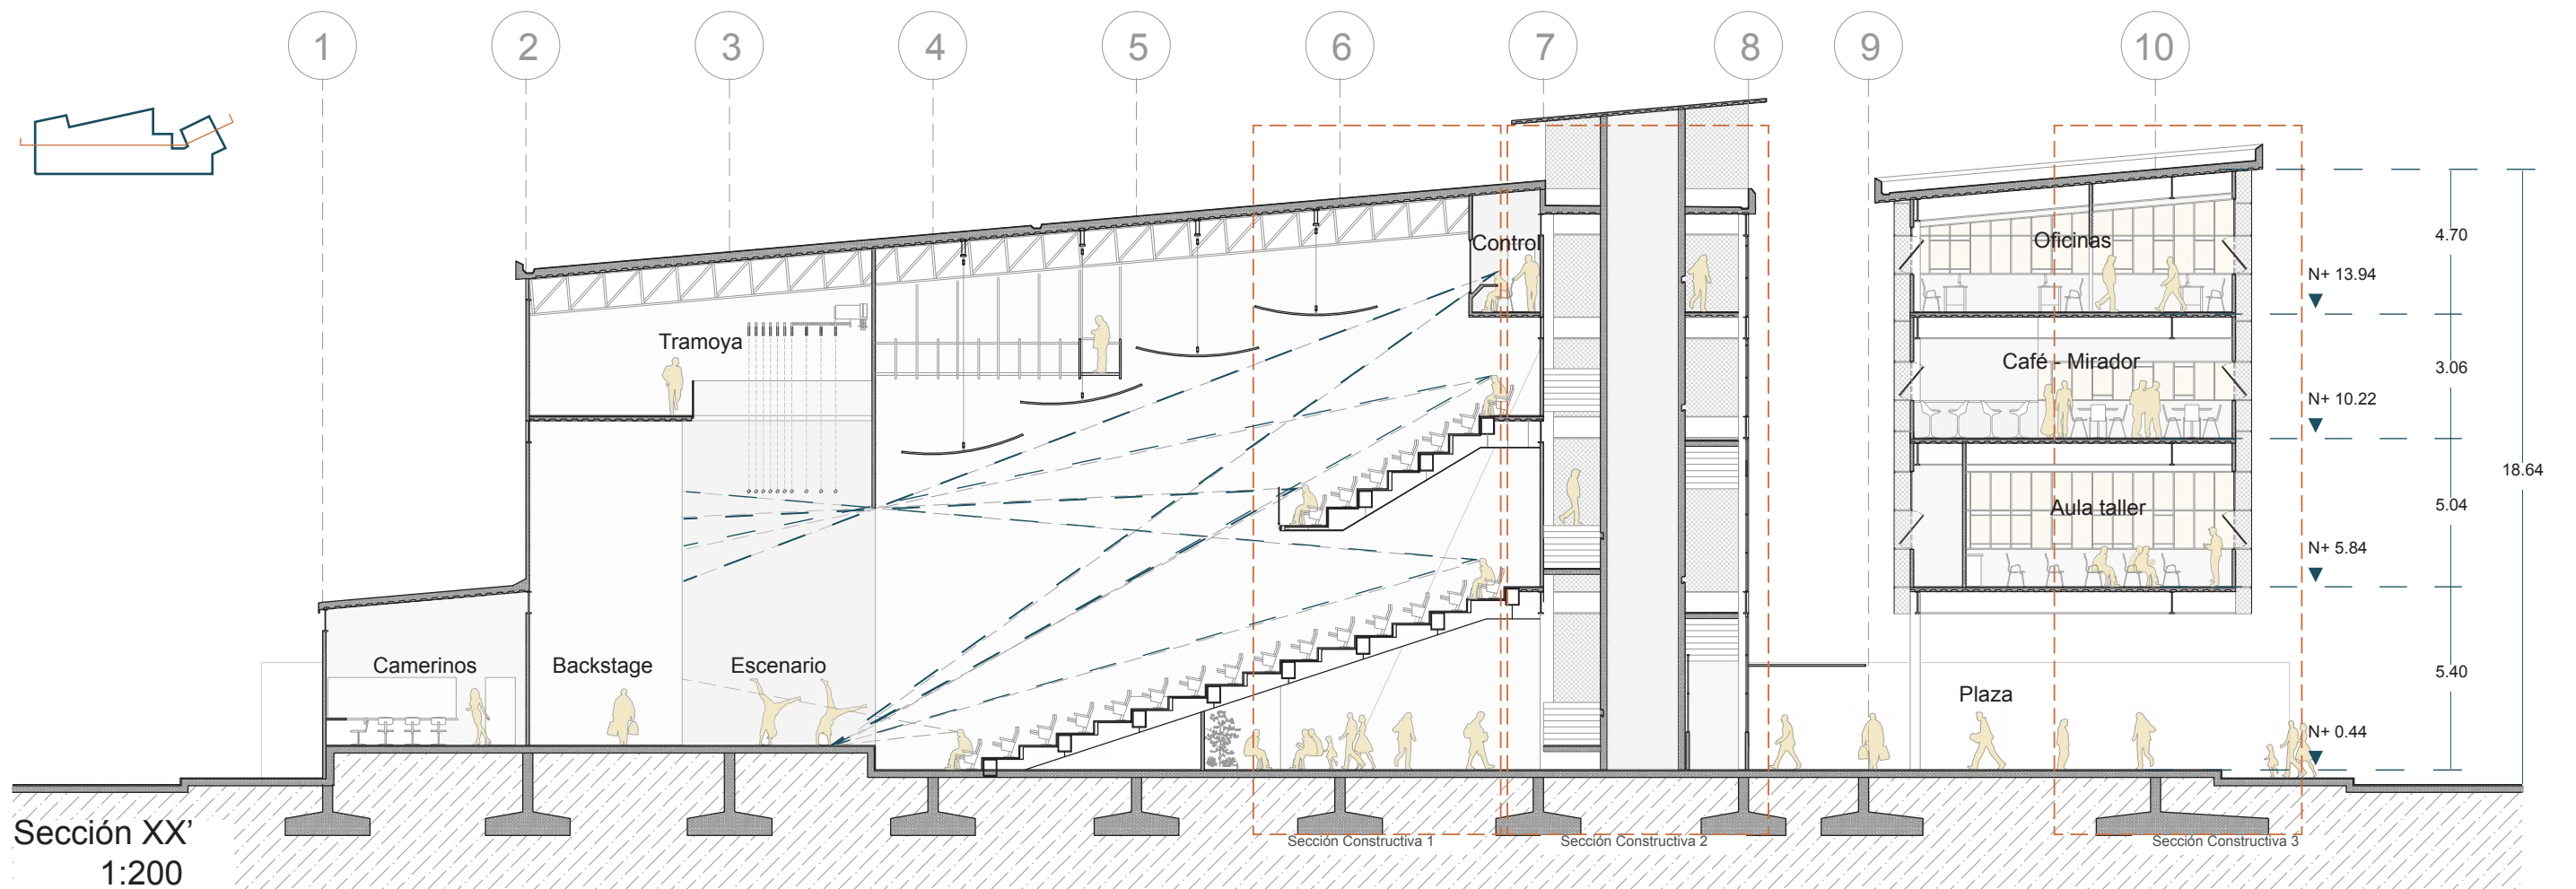 1 2 3 4 5 6 7 8 9 10
Control
Oficinas
4.70
N+ 13.94
Tramoya
Café - Mirador
3.06
N+ 10.22
18.64
Aula taller
5.04
N+ 5.84
Camerinos
Backstage
Escenario
5.40
Plaza
N+ 0.44
Sección XX'
1:200
Sección Constructiva 1
Sección Constructiva 2
Sección Constructiva 3